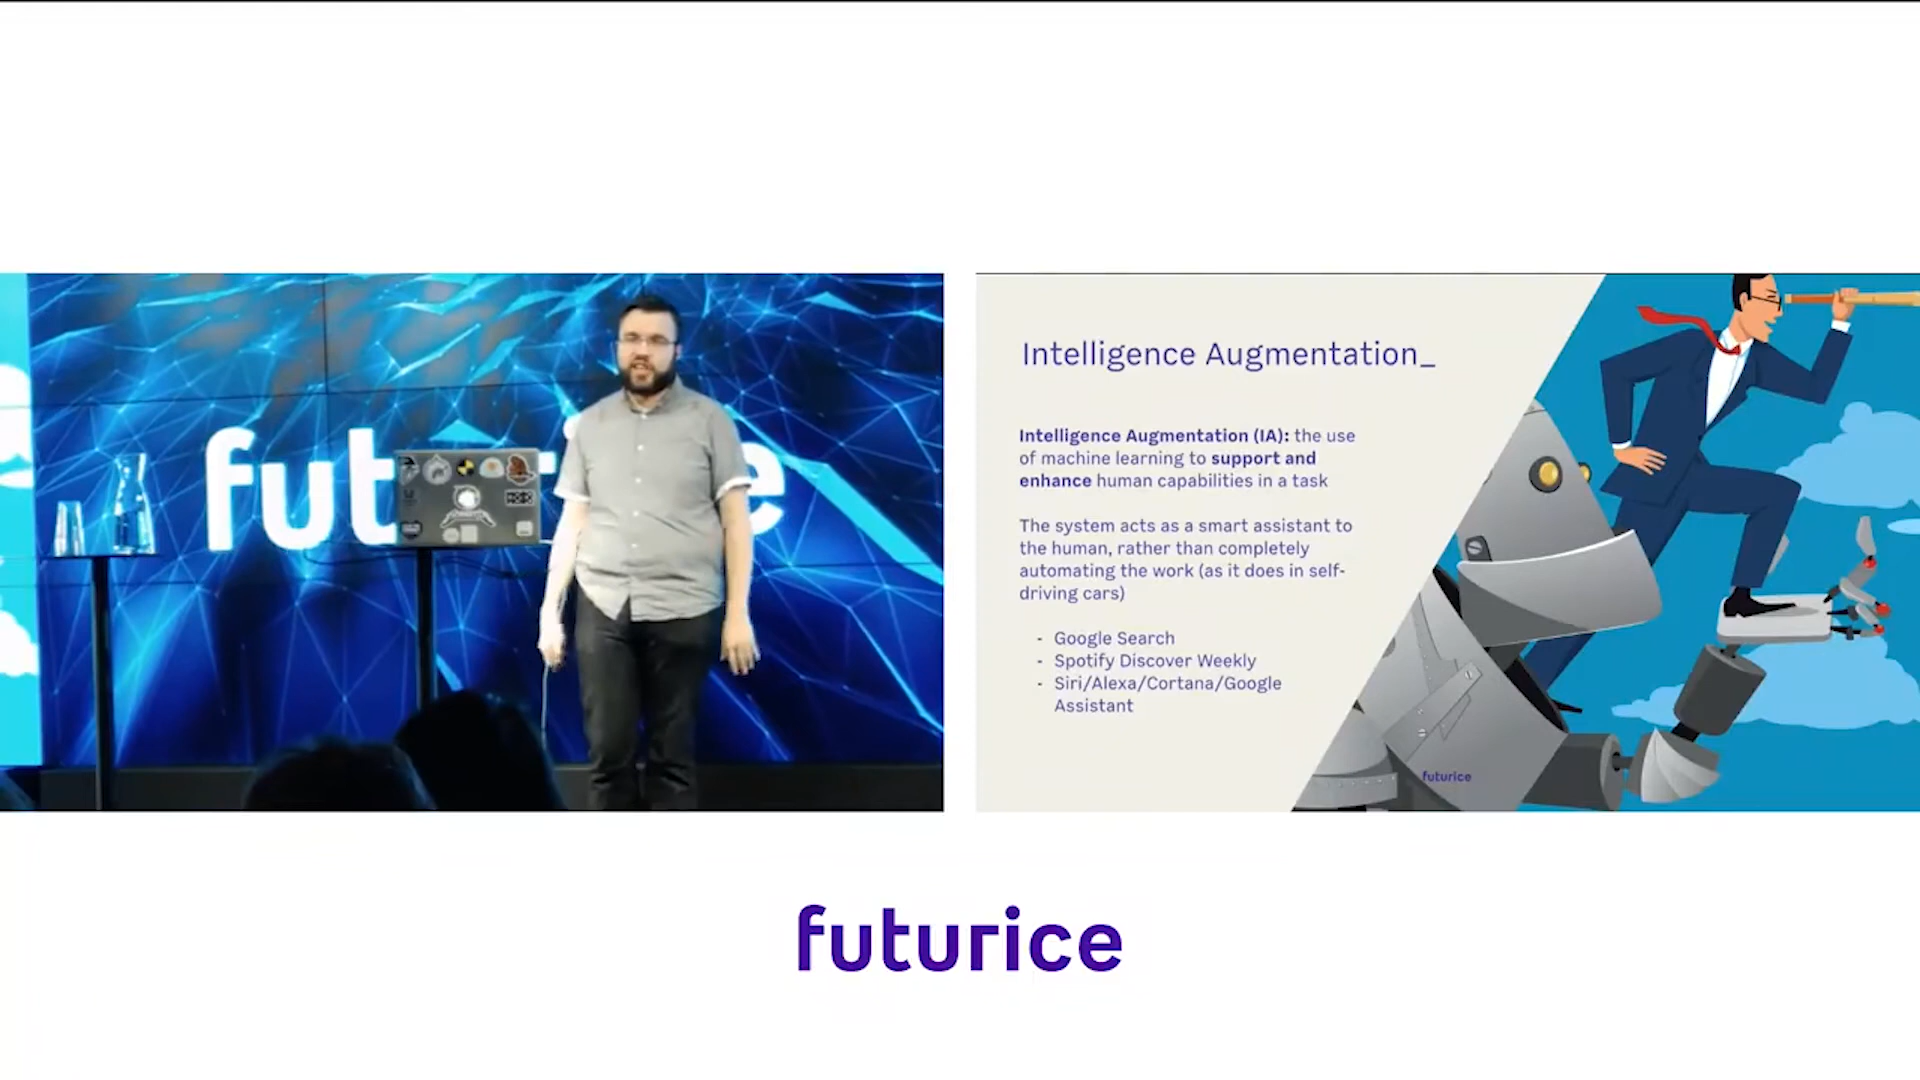 fut
e
Intelligence Augmentation_
Intelligence Augmentation (IA): the use
of machine learning to support and
enhance human capabilities in a task
The system acts as a smart assistant to
the human, rather than completely
automating the work (as it does in self-
driving cars)
- Google Search
- Spotify Discover Weekly
- Siri/Alexa/Cortana/Google
Assistant
futurice
futurice